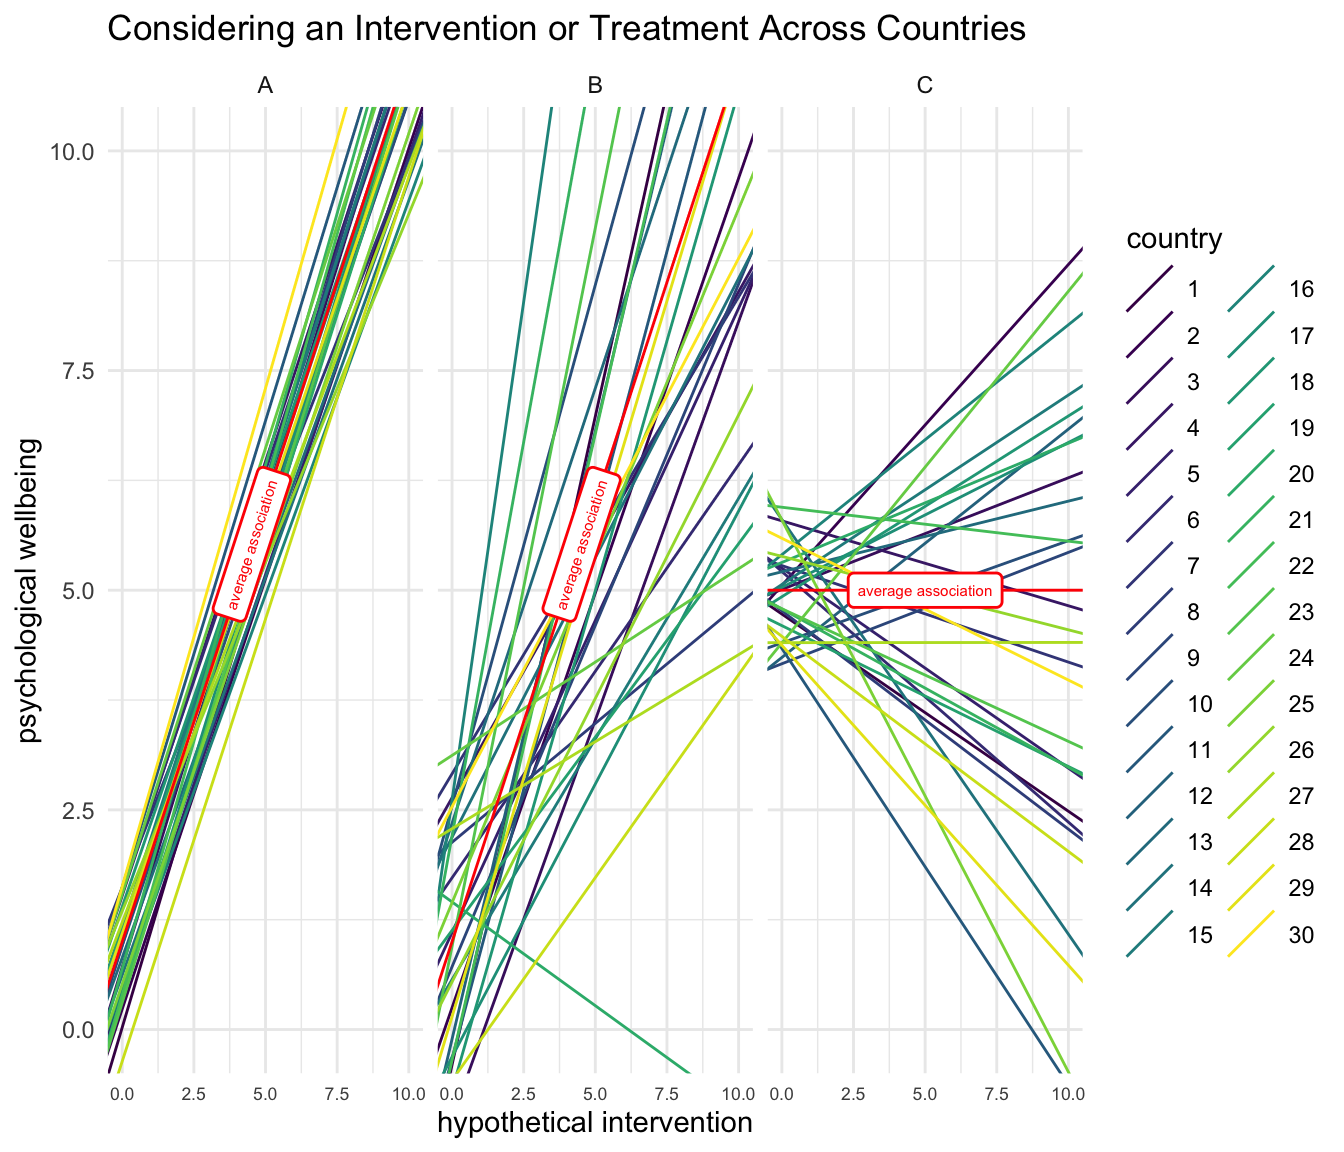 Considering an Intervention or Treatment Across Countries
A
B
C
10.0
7.5
5.0
2.5
0.0
psychological wellbeing
average association
average association
average association
0.0 2.5 5.0 7.5 10.0
0.0 2.5 5.0 7.5 10.0
0.0 2.5 5.0 7.5 10.0
hypothetical intervention
country
1 16
2 17
3 18
4 19
5 20
6 21
7 22
8 23
9 24
10 25
11 26
12 27
13 28
14 29
15 30